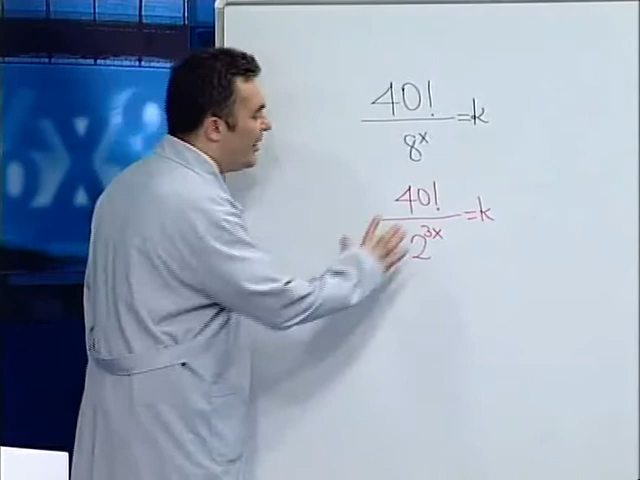 40!/8^x = k
40!/2^3x = k